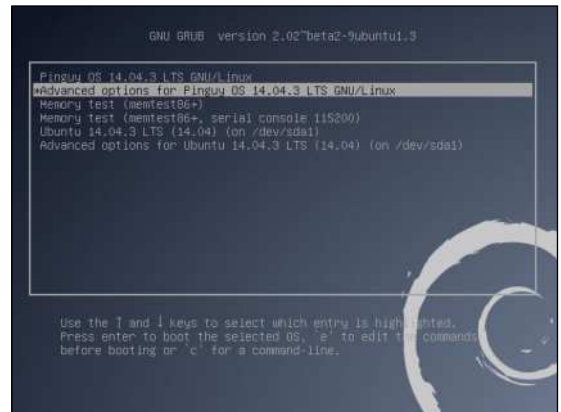 GNU GRUB version 2.02~beta2-9ubuntu1.3
Pinguy OS 14.04.3 LTS GNU/Linux
*Advanced options for Pinguy OS 14.04.3 LTS GNU/Linux
Memory test (memtest86+)
Memory test (memtest86+, serial console 115200)
Ubuntu 14.04.3 LTS (14.04) (on /dev/sda1)
Advanced options for Ubuntu 14.04.3 LTS (14.04) (on /dev/sda1)
Use the ↑ and ↓ keys to select which entry is highlighted.
Press enter to boot the selected OS, `e' to edit the commands
before booting or `c' for a command-line.